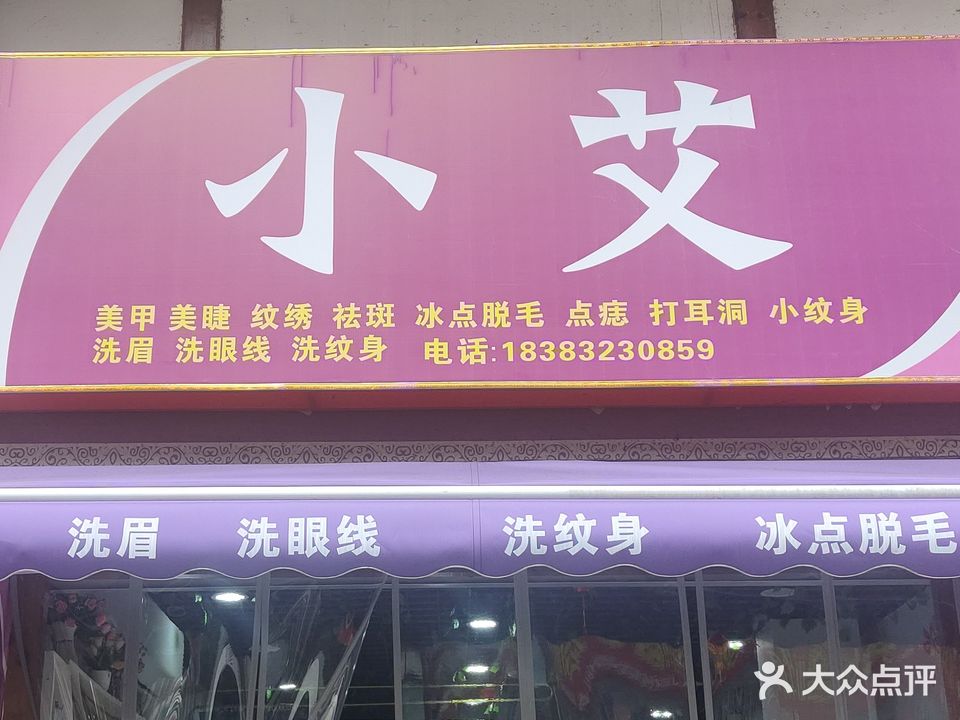 小艾
美甲 美睫 纹绣 祛斑 冰点脱毛 点痣 打耳洞 小纹身
洗眉 洗眼线 洗纹身 电话:18383230859
洗眉 洗眼线 洗纹身 冰点脱毛
大众点评